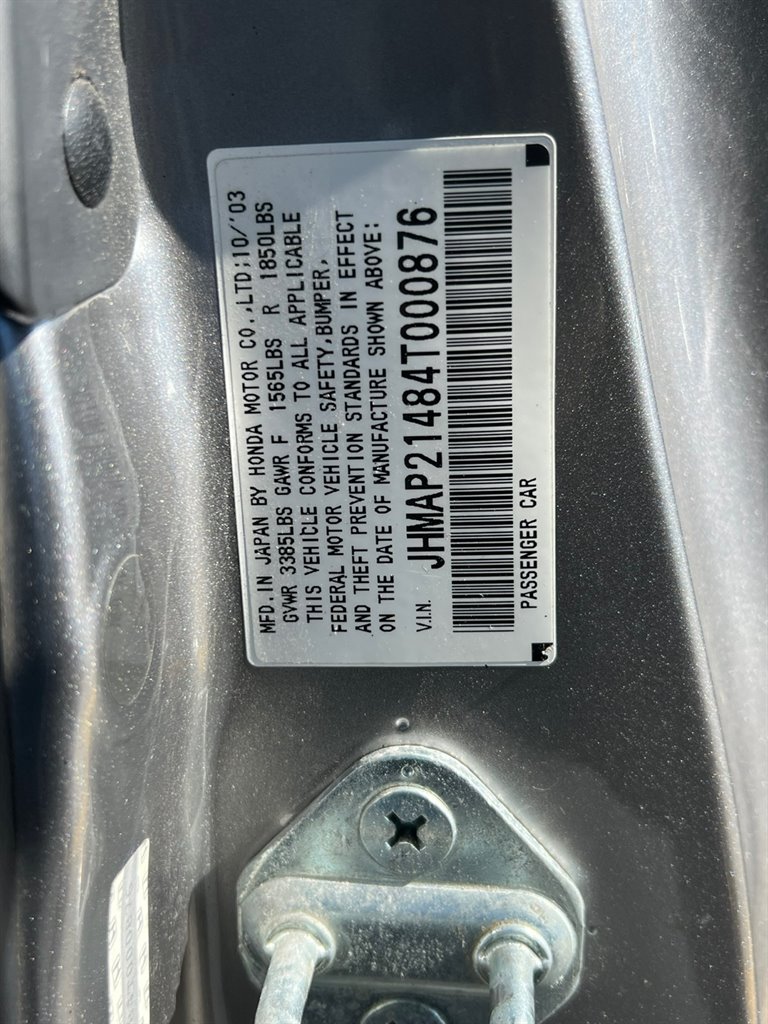 MFD. IN JAPAN BY HONDA MOTOR CO.,LTD;10/'03
GVWR 3385LBS GAWR F 1565LBS R 1850LBS
THIS VEHICLE CONFORMS TO ALL APPLICABLE
FEDERAL MOTOR VEHICLE SAFETY,BUMPER,
AND THEFT PREVENTION STANDARDS IN EFFECT
ON THE DATE OF MANUFACTURE SHOWN ABOVE:
V.I.N. JHMAP21484T000876
PASSENGER CAR